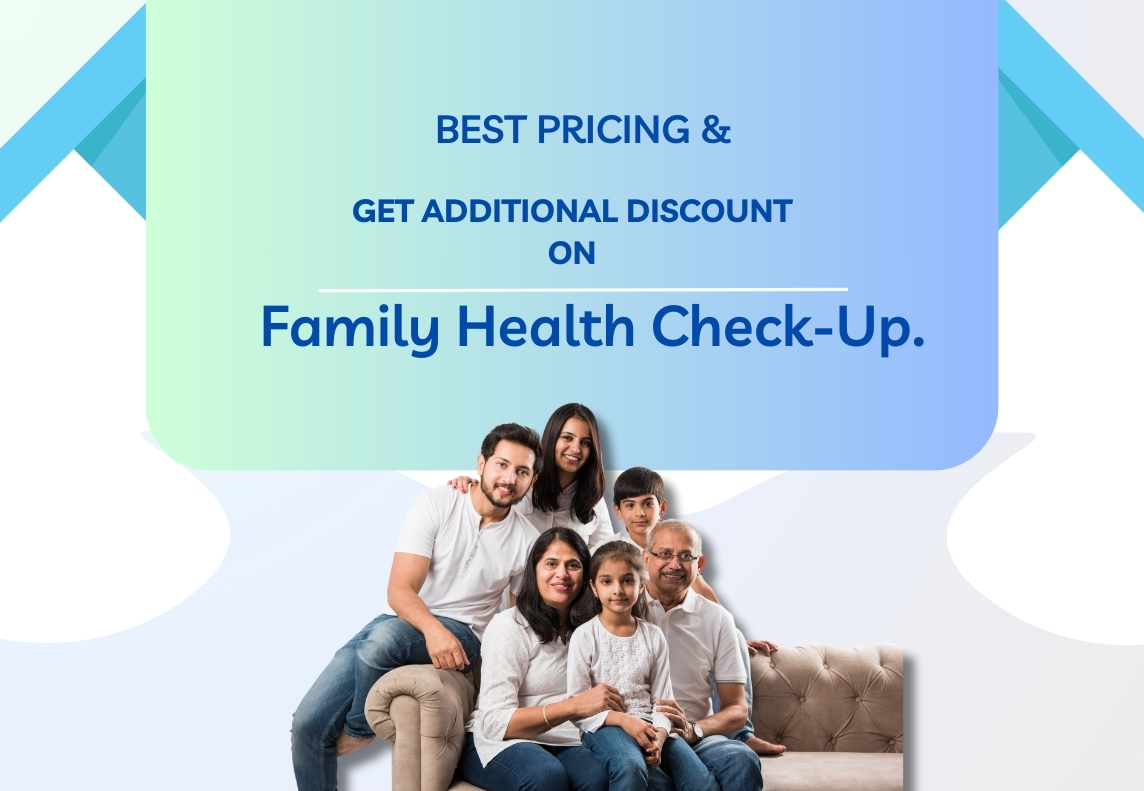 BEST PRICING &
GET ADDITIONAL DISCOUNT
ON
Family Health Check-Up.